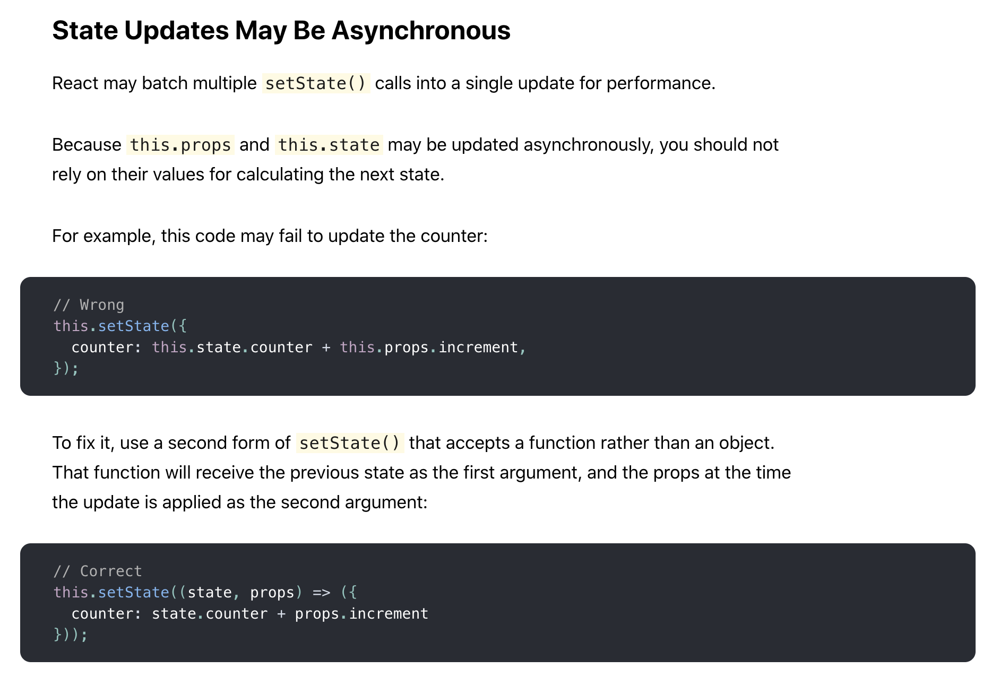 State Updates May Be Asynchronous
React may batch multiple setState() calls into a single update for performance.
Because this.props and this.state may be updated asynchronously, you should not
rely on their values for calculating the next state.
For example, this code may fail to update the counter:
// Wrong
this.setState({
  counter: this.state.counter + this.props.increment,
});
To fix it, use a second form of setState() that accepts a function rather than an object.
That function will receive the previous state as the first argument, and the props at the time
the update is applied as the second argument:
// Correct
this.setState((state, props) => ({
  counter: state.counter + props.increment
}));